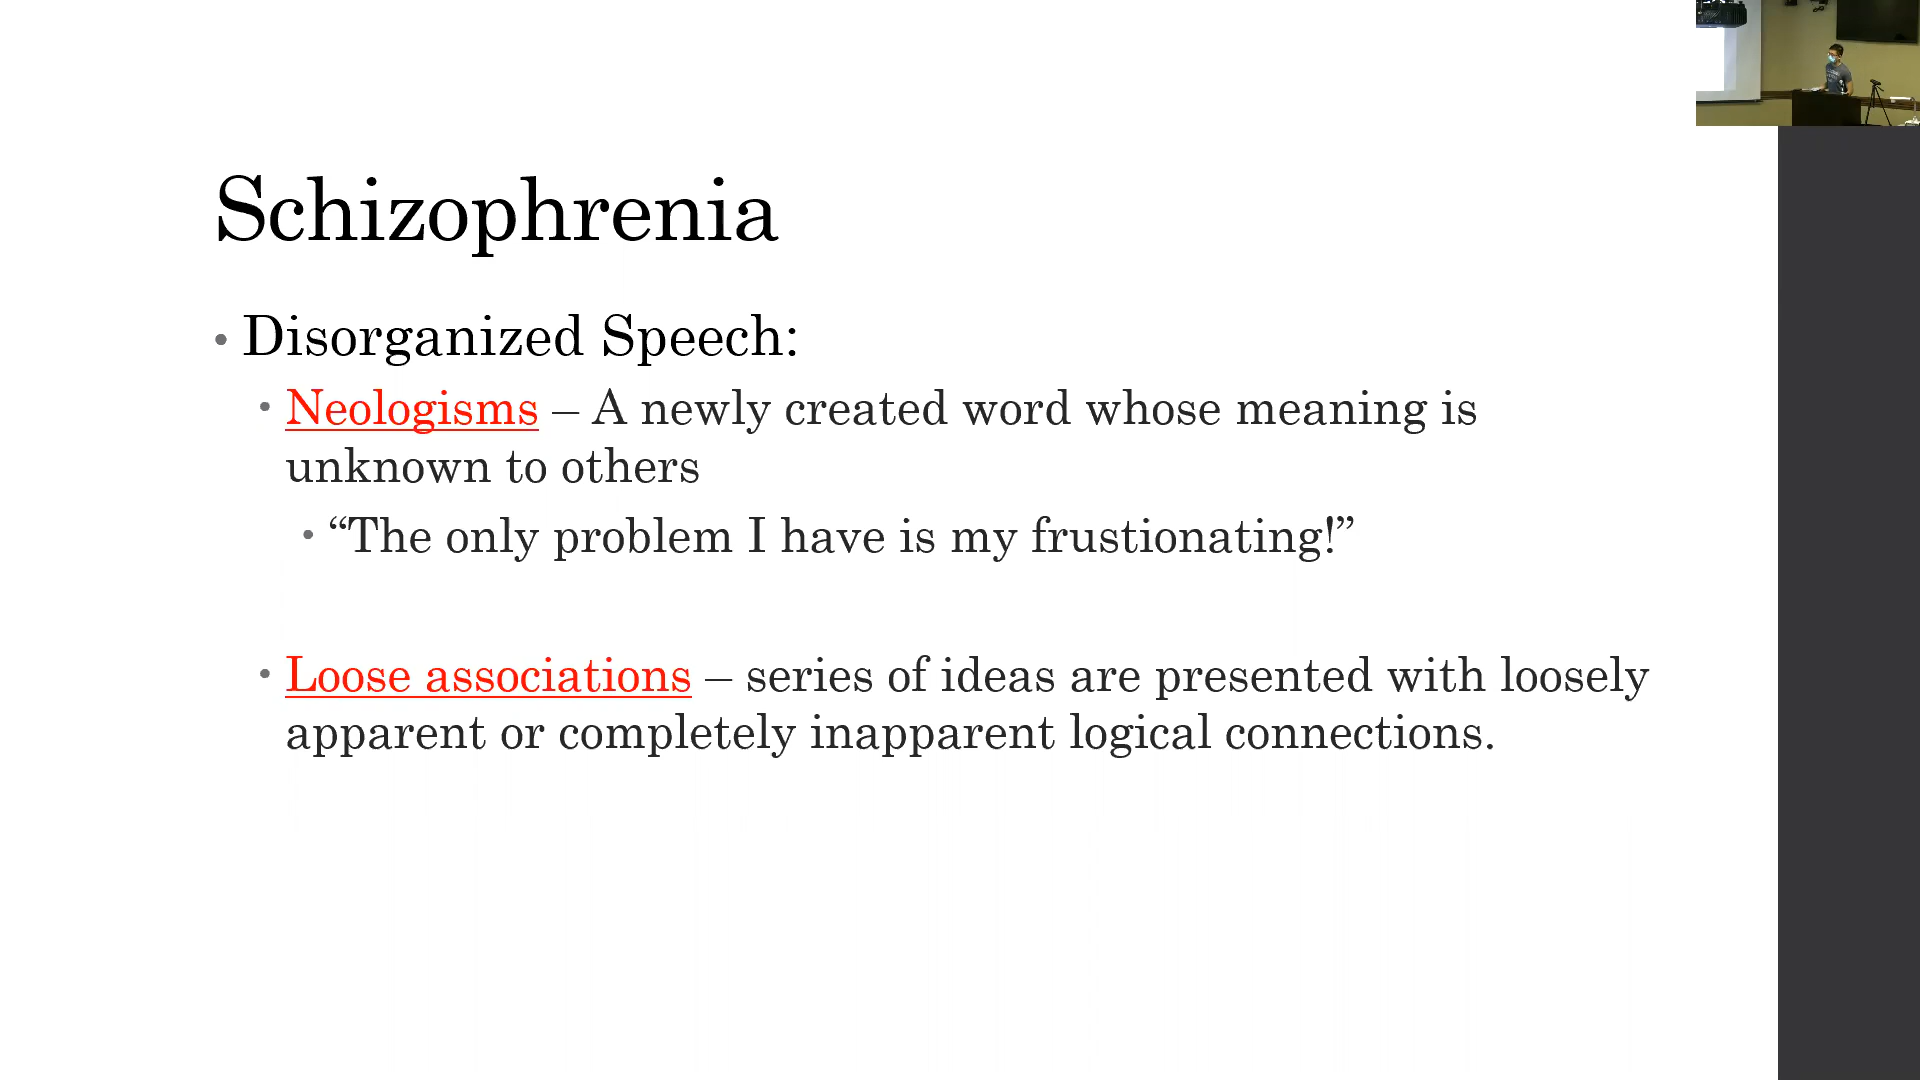 Schizophrenia
• Disorganized Speech:
• Neologisms – A newly created word whose meaning is
unknown to others
• “The only problem I have is my frustionating!”
• Loose associations – series of ideas are presented with loosely
apparent or completely inapparent logical connections.